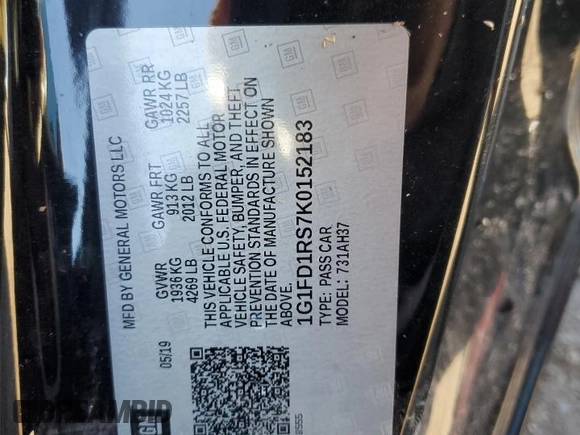 MFD BY GENERAL MOTORS LLC
GVWR
1936 KG
4269 LB
GAWR FRT
913 KG
2012 LB
GAWR RR
1024 KG
2257 LB
THIS VEHICLE CONFORMS TO ALL
APPLICABLE U.S. FEDERAL MOTOR
VEHICLE SAFETY, BUMPER, AND THEFT
PREVENTION STANDARDS IN EFFECT ON
THE DATE OF MANUFACTURE SHOWN
ABOVE.
1G1FD1RS7K0152183
TYPE: PASS CAR
MODEL: 731AH37
05/19
GM